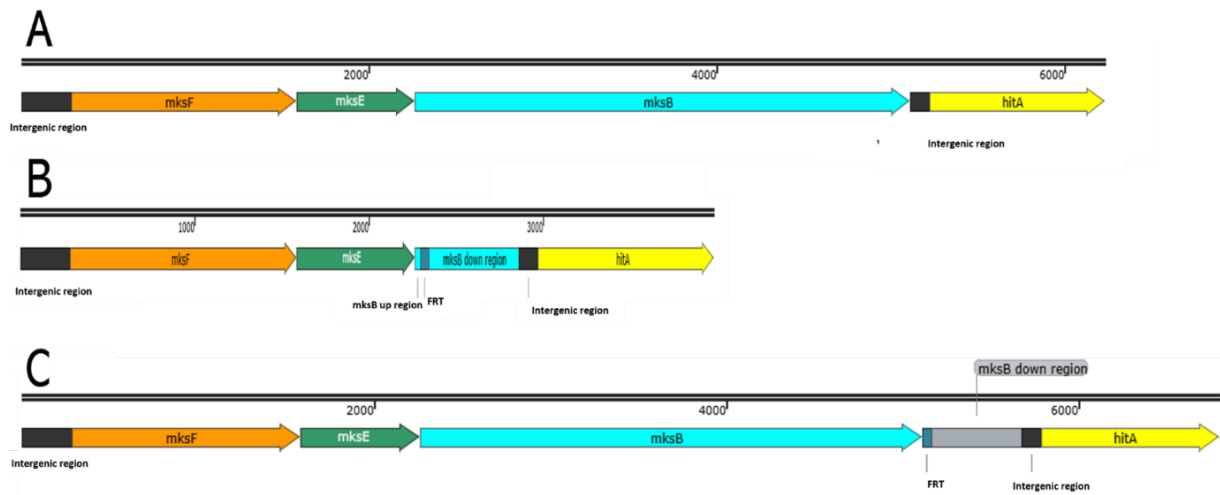 A
2000 4000 6000
mksF mksE mksB hitA
Intergenic region Intergenic region
B
1000 2000 3000
mksF mksE mksB down region hitA
Intergenic region mksB up region FRT Intergenic region
C
mksB down region
2000 4000 6000
mksF mksE mksB hitA
Intergenic region FRT Intergenic region